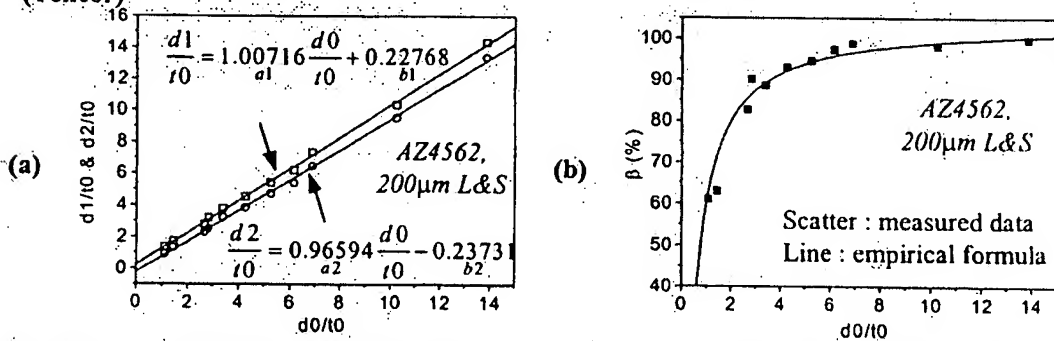 (a)
d1/t0 & d2/t0
16
14
12
10
8
6
4
2
0
d1/t0 = 1.00716 d0/t0 + 0.22768
a1 b1
AZ4562,
200μm L&S
d2/t0 = 0.96594 d0/t0 - 0.23731
a2 b2
0 2 4 6 8 10 12 14
d0/t0
(b)
β (%)
100
90
80
70
60
50
40
AZ4562,
200μm L&S
Scatter : measured data
Line : empirical formula
0 2 4 6 8 10 12 14
d0/t0